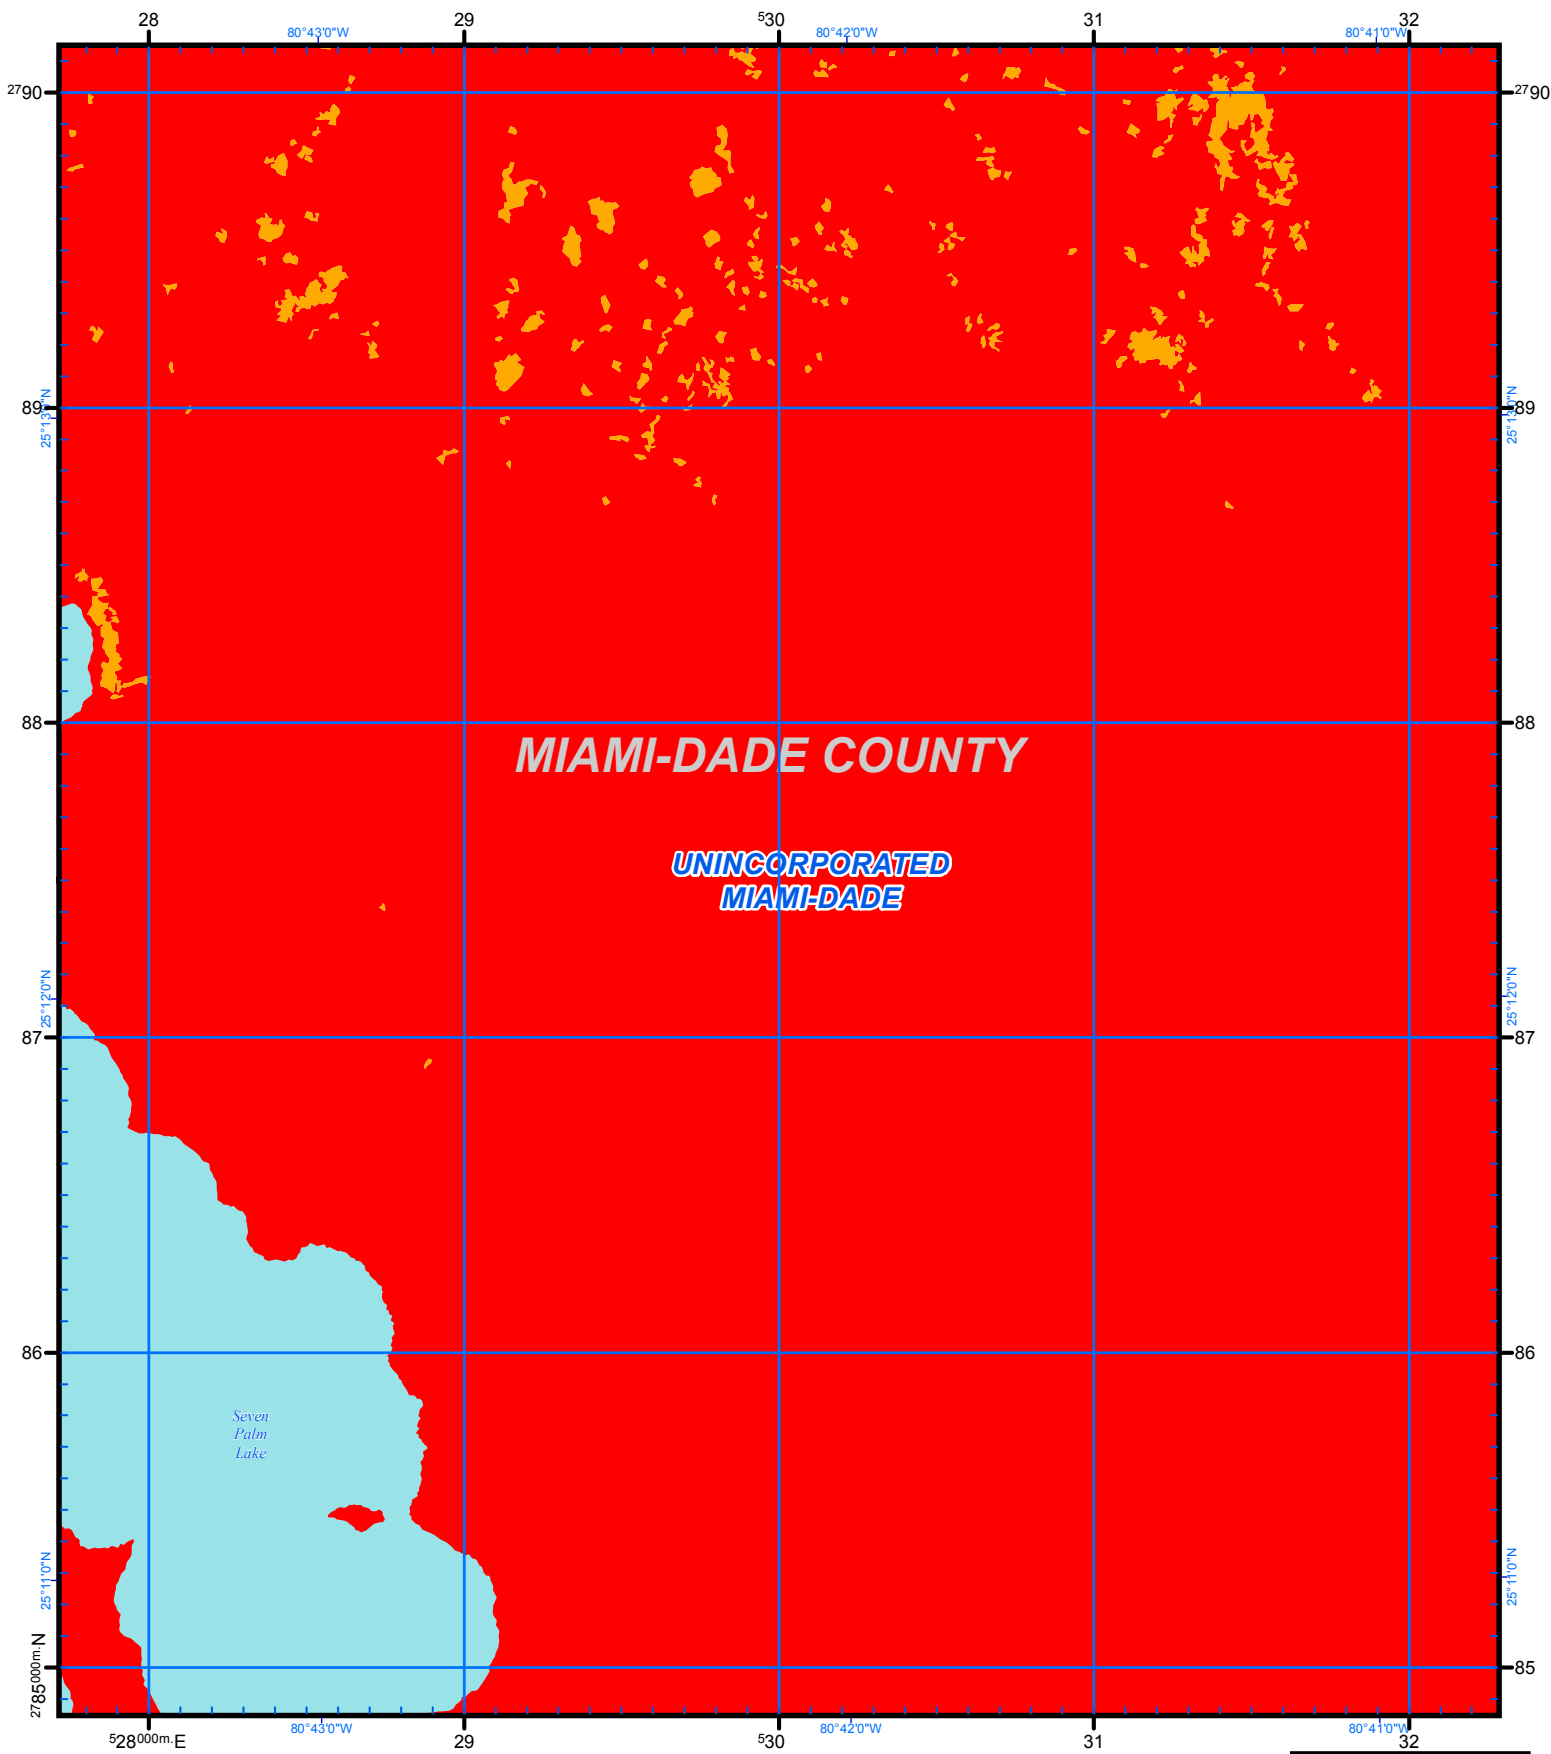 28 29 ⁵30 31 32
80°43'0"W 80°42'0"W 80°41'0"W
²⁷90 ²⁷90
89 89
25°13'0"N 25°13'0"N
88 88
MIAMI-DADE COUNTY
UNINCORPORATED
MIAMI-DADE
25°12'0"N 25°12'0"N
87 87
86 86
Seven
Palm
Lake
25°11'0"N 25°11'0"N
2785⁰⁰⁰ᵐ·N 85
80°43'0"W 80°42'0"W 80°41'0"W
⁵28⁰⁰⁰ᵐ·E 29 ⁵30 31 32